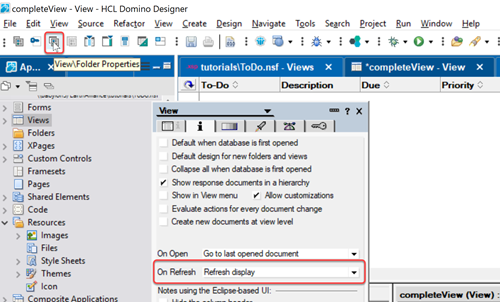 completeView - View - HCL Domino Designer
File Edit View Source Refactor View Create Design Navigate Tools Search Project Run Window Help
View\Folder Properties
Ap...
tutorials\ToDo.nsf - Views
*completeView - View
To-Do Description Due Priority
Forms
Views
Folders
XPages
Custom Controls
Framesets
Pages
Shared Elements
Code
Resources
Images
Files
Style Sheets
Themes
Icon
Composite Applications
View
Default when database is first opened
Default design for new folders and views
Collapse all when database is first opened
Show response documents in a hierarchy
Show in View menu Allow customizations
Evaluate actions for every document change
Create new documents at view level
On Open Go to last opened document
On Refresh Refresh display
Notes using the Eclipse-based UI:
Hide the column header
completeView (View)